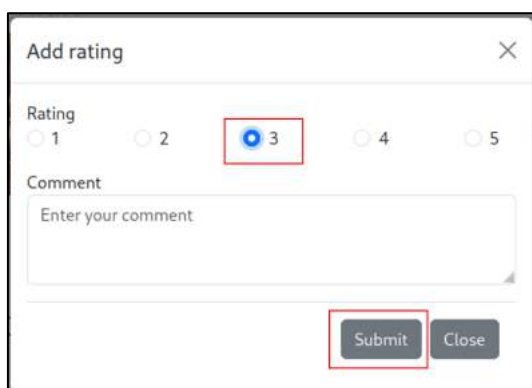 Add rating
Rating
1 2 3 4 5
Comment
Enter your comment
Submit Close